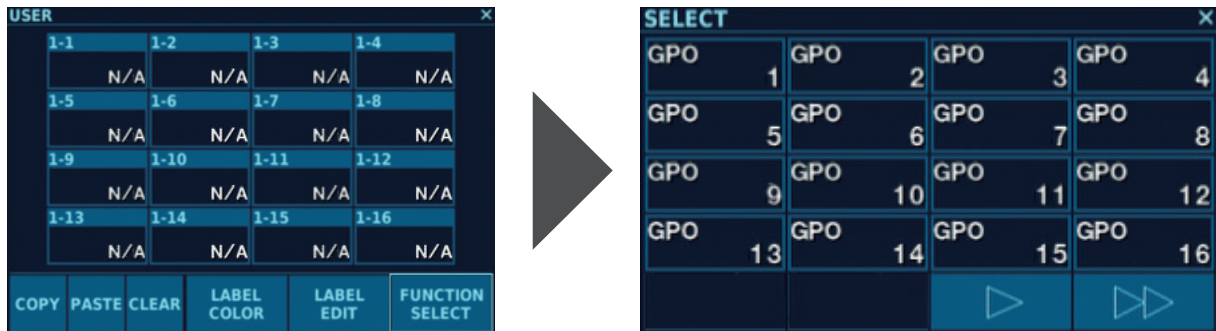 USER ×
1-1 1-2 1-3 1-4
N/A N/A N/A N/A
1-5 1-6 1-7 1-8
N/A N/A N/A N/A
1-9 1-10 1-11 1-12
N/A N/A N/A N/A
1-13 1-14 1-15 1-16
N/A N/A N/A N/A
COPY PASTE CLEAR LABEL COLOR LABEL EDIT FUNCTION SELECT
SELECT ×
GPO 1 GPO 2 GPO 3 GPO 4
GPO 5 GPO 6 GPO 7 GPO 8
GPO 9 GPO 10 GPO 11 GPO 12
GPO 13 GPO 14 GPO 15 GPO 16